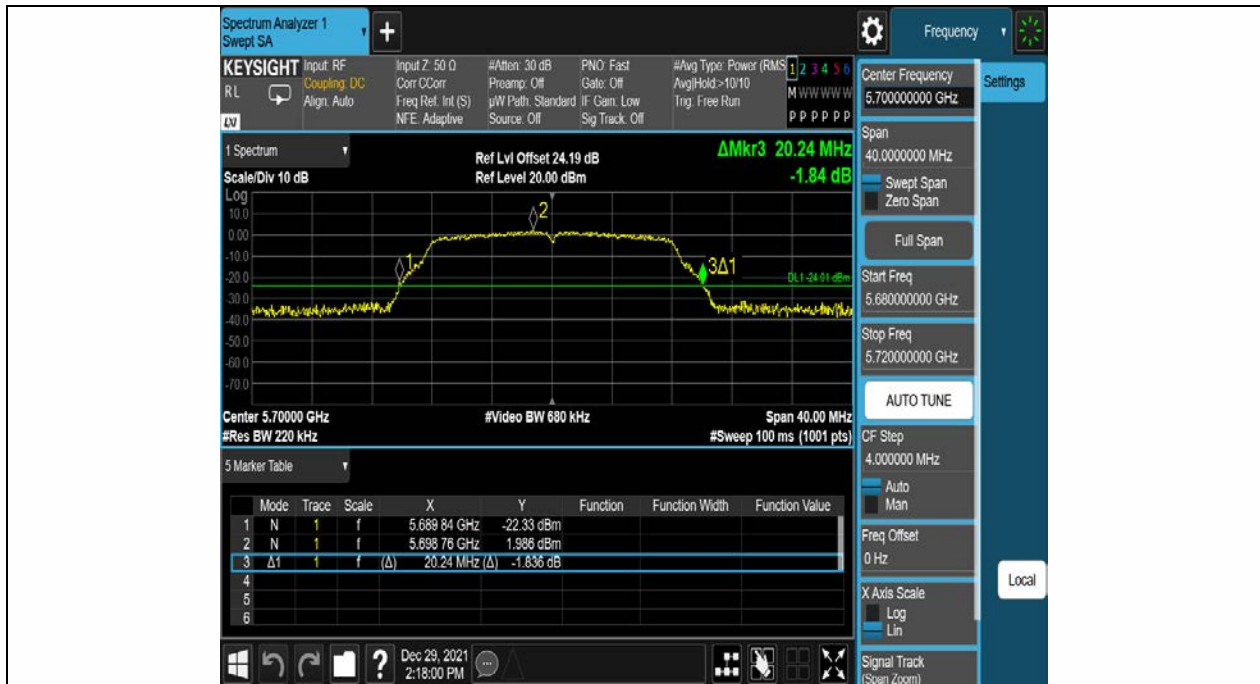 Spectrum Analyzer 1
Swept SA
+
Frequency
KEYSIGHT
RL
LXI
Input: RF
Coupling: DC
Align: Auto
Input Z: 50 Ω
Corr CCorr
Freq Ref: Int (S)
NFE: Adaptive
#Atten: 30 dB
Preamp: Off
µW Path: Standard
Source: Off
PNO: Fast
Gate: Off
IF Gain: Low
Sig Track: Off
#Avg Type: Power (RMS
Avg|Hold:>10/10
Trig: Free Run
1 2 3 4 5 6
M W W W W W
P P P P P P
1 Spectrum
Scale/Div 10 dB
Ref Lvl Offset 24.19 dB
Ref Level 20.00 dBm
ΔMkr3 20.24 MHz
-1.84 dB
Log
10.0
0.00
-10.0
-20.0
-30.0
-40.0
-50.0
-60.0
-70.0
1
2
3Δ1
DL1 -24.01 dBm
Center 5.70000 GHz
#Video BW 680 kHz
Span 40.00 MHz
#Res BW 220 kHz
#Sweep 100 ms (1001 pts)
5 Marker Table
Mode Trace Scale X Y Function Function Width Function Value
1 N 1 f 5.689 84 GHz -22.33 dBm
2 N 1 f 5.698 76 GHz 1.986 dBm
3 Δ1 1 f (Δ) 20.24 MHz (Δ) -1.836 dB
4
5
6
?
Dec 29, 2021
2:18:00 PM
Center Frequency
5.700000000 GHz
Span
40.0000000 MHz
Swept Span
Zero Span
Full Span
Start Freq
5.680000000 GHz
Stop Freq
5.720000000 GHz
AUTO TUNE
CF Step
4.000000 MHz
Auto
Man
Freq Offset
0 Hz
X Axis Scale
Log
Lin
Signal Track
(Span Zoom)
Settings
Local